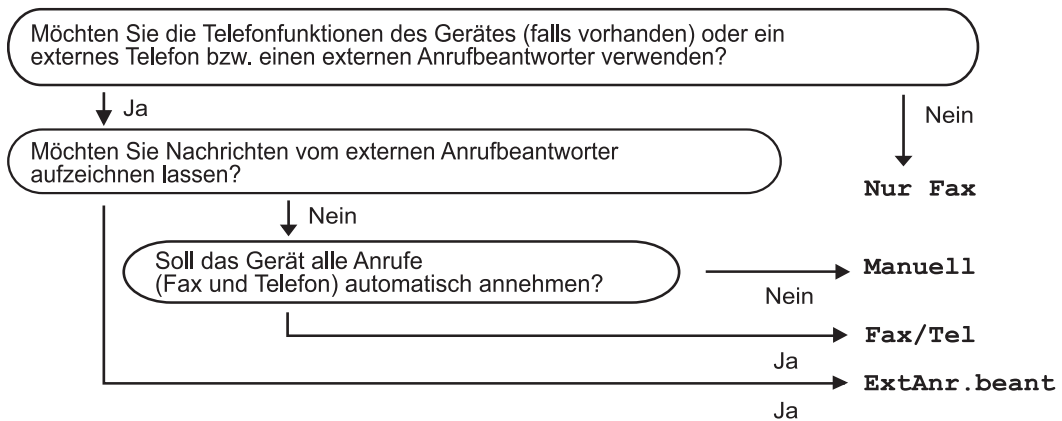 Möchten Sie die Telefonfunktionen des Gerätes (falls vorhanden) oder ein
externes Telefon bzw. einen externen Anrufbeantworter verwenden?
Ja
Nein
Möchten Sie Nachrichten vom externen Anrufbeantworter
aufzeichnen lassen?
Nur Fax
Nein
Soll das Gerät alle Anrufe
(Fax und Telefon) automatisch annehmen?
Manuell
Nein
Fax/Tel
Ja
ExtAnr.beant
Ja